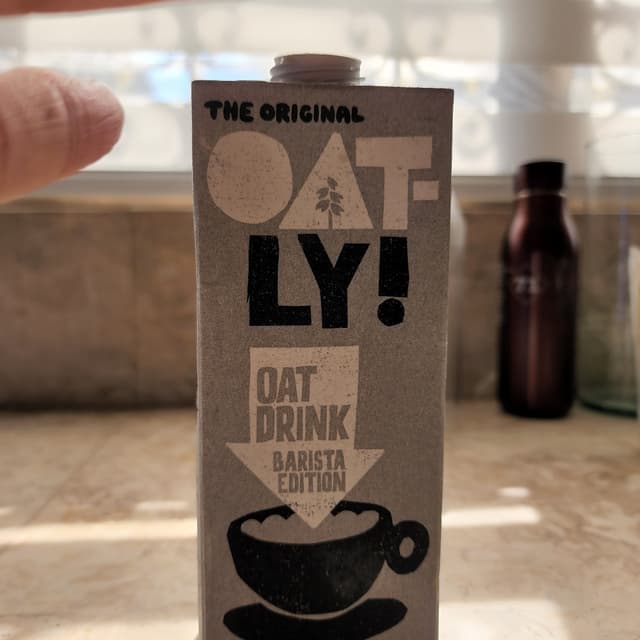 THE ORIGINAL
OAT-
LY!
OAT
DRINK
BARISTA
EDITION